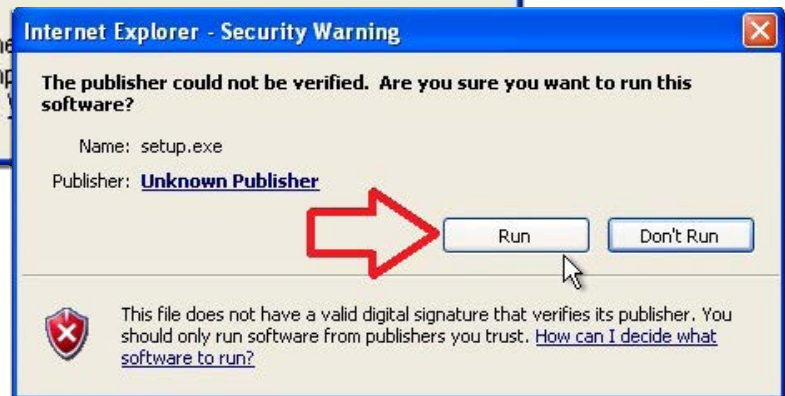 Internet Explorer - Security Warning
The publisher could not be verified. Are you sure you want to run this
software?
Name: setup.exe
Publisher: Unknown Publisher
Run Don't Run
This file does not have a valid digital signature that verifies its publisher. You
should only run software from publishers you trust. How can I decide what
software to run?